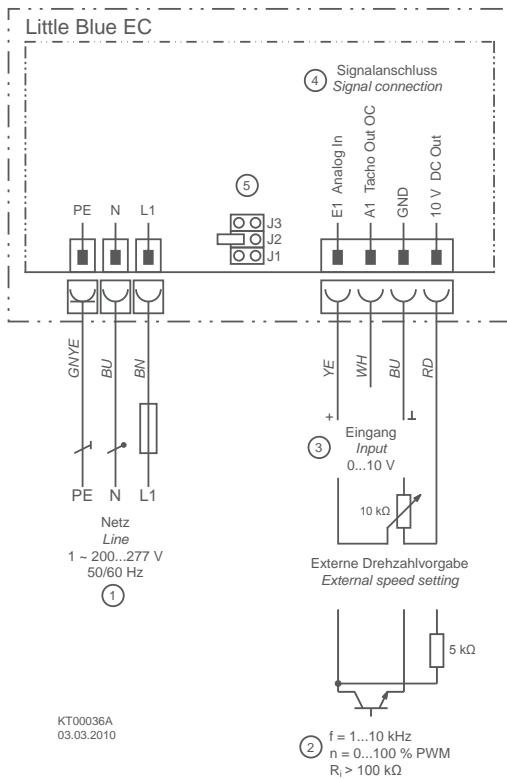 Little Blue EC
4
Signalanschluss
Signal connection
E1 Analog In
A1 Tacho Out OC
GND
10 V DC Out
5
PE
N
L1
J3
J2
J1
GNYE
BU
BN
YE
WH
BU
RD
+
⊥
3
Eingang
Input
0...10 V
PE
N
L1
10 kΩ
Netz
Line
1 ~ 200...277 V
50/60 Hz
1
Externe Drehzahlvorgabe
External speed setting
5 kΩ
KT00036A
03.03.2010
2
f = 1...10 kHz
n = 0...100 % PWM
Ri > 100 kΩ